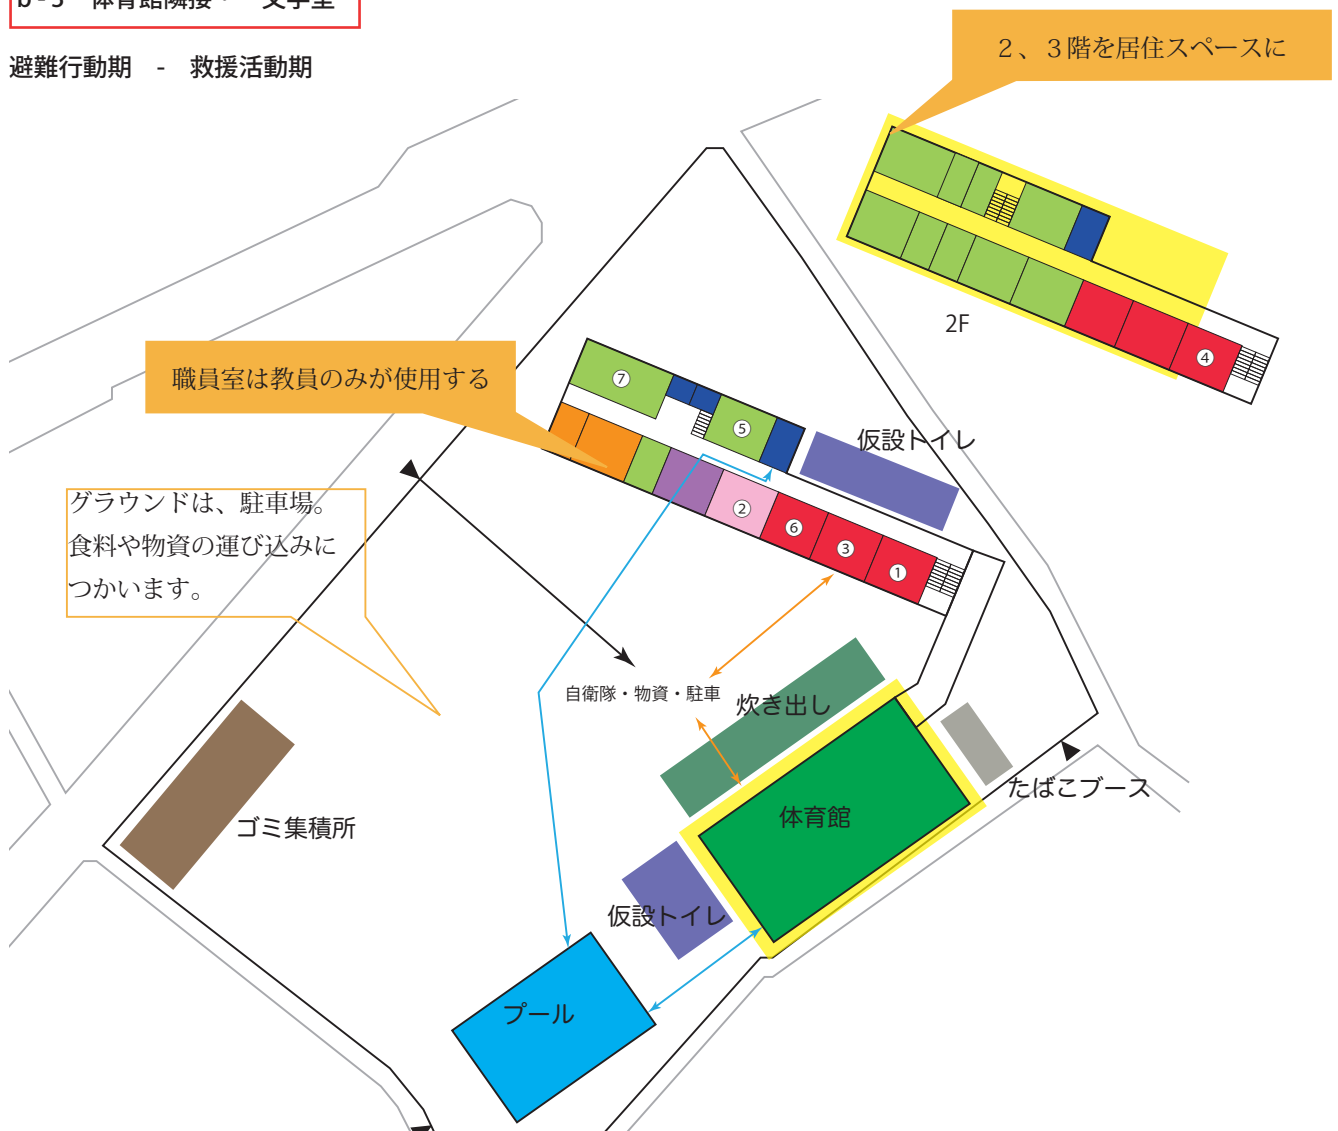 避難行動期 - 救援活動期
２、３階を居住スペースに
2F
④
職員室は教員のみが使用する
⑦
⑤
仮設トイレ
②
⑥
③
①
グラウンドは、駐車場。
食料や物資の運び込みに
つかいます。
自衛隊・物資・駐車
炊き出し
体育館
たばこブース
ゴミ集積所
仮設トイレ
プール